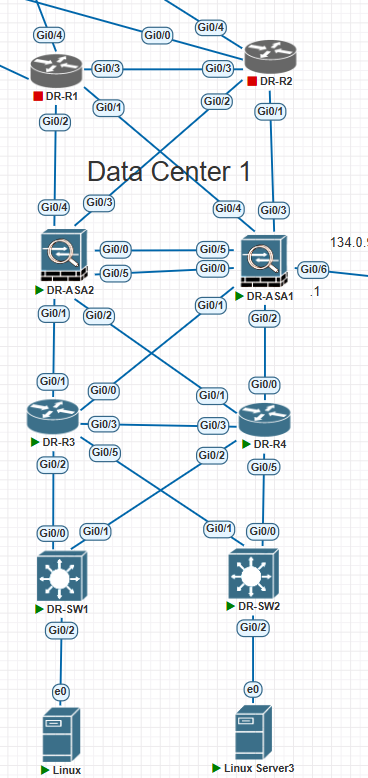 Gi0/4
Gi0/0
Gi0/4
Gi0/3
Gi0/3
DR-R1
DR-R2
Gi0/1
Gi0/2
Gi0/2
Gi0/1
Data Center 1
Gi0/4
Gi0/3
Gi0/4
Gi0/3
134.0.9
Gi0/0
Gi0/5
Gi0/5
Gi0/0
Gi0/6
DR-ASA2
DR-ASA1
.1
Gi0/1
Gi0/2
Gi0/1
Gi0/2
Gi0/1
Gi0/0
Gi0/1
Gi0/0
Gi0/3
Gi0/3
DR-R3
DR-R4
Gi0/2
Gi0/5
Gi0/2
Gi0/5
Gi0/0
Gi0/1
Gi0/1
Gi0/0
DR-SW1
DR-SW2
Gi0/2
Gi0/2
e0
e0
Linux
Linux Server3